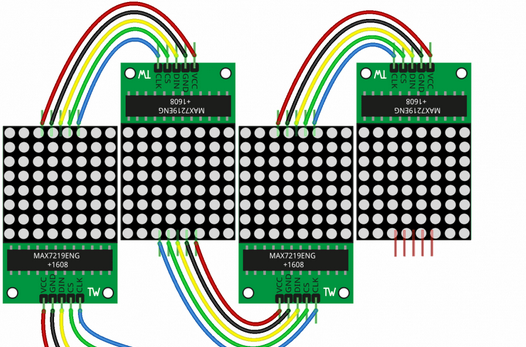 TW
CLK
CS
DIN
GND
VCC
MAX7219ENG
+1608
TW
CLK
CS
DIN
GND
VCC
MAX7219ENG
+1608
MAX7219ENG
+1608
VCC
GND
DIN
CS
CLK
TW
MAX7219ENG
+1608
VCC
GND
DIN
CS
CLK
TW